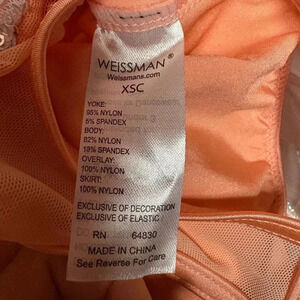 WEISSMAN®
Weissmans.com
XSC
YOKE:
95% NYLON
5% SPANDEX
BODY:
82% NYLON
18% SPANDEX
OVERLAY:
100% NYLON
SKIRT:
100% NYLON
EXCLUSIVE OF DECORATION
EXCLUSIVE OF ELASTIC
RN 64830
MADE IN CHINA
See Reverse For Care